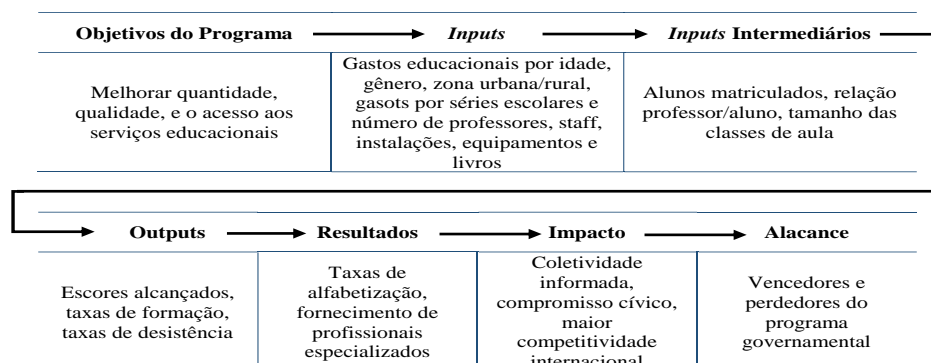 Objetivos do Programa Inputs Inputs Intermediários
Melhorar quantidade,
qualidade, e o acesso aos
serviços educacionais
Gastos educacionais por idade,
gênero, zona urbana/rural,
gasots por séries escolares e
número de professores, staff,
instalações, equipamentos e
livros
Alunos matriculados, relação
professor/aluno, tamanho das
classes de aula
Outputs Resultados Impacto Alacance
Escores alcançados,
taxas de formação,
taxas de desistência
Taxas de
alfabetização,
fornecimento de
profissionais
especializados
Coletividade
informada,
compromisso cívico,
maior
competitividade
internacional
Vencedores e
perdedores do
programa
governamental